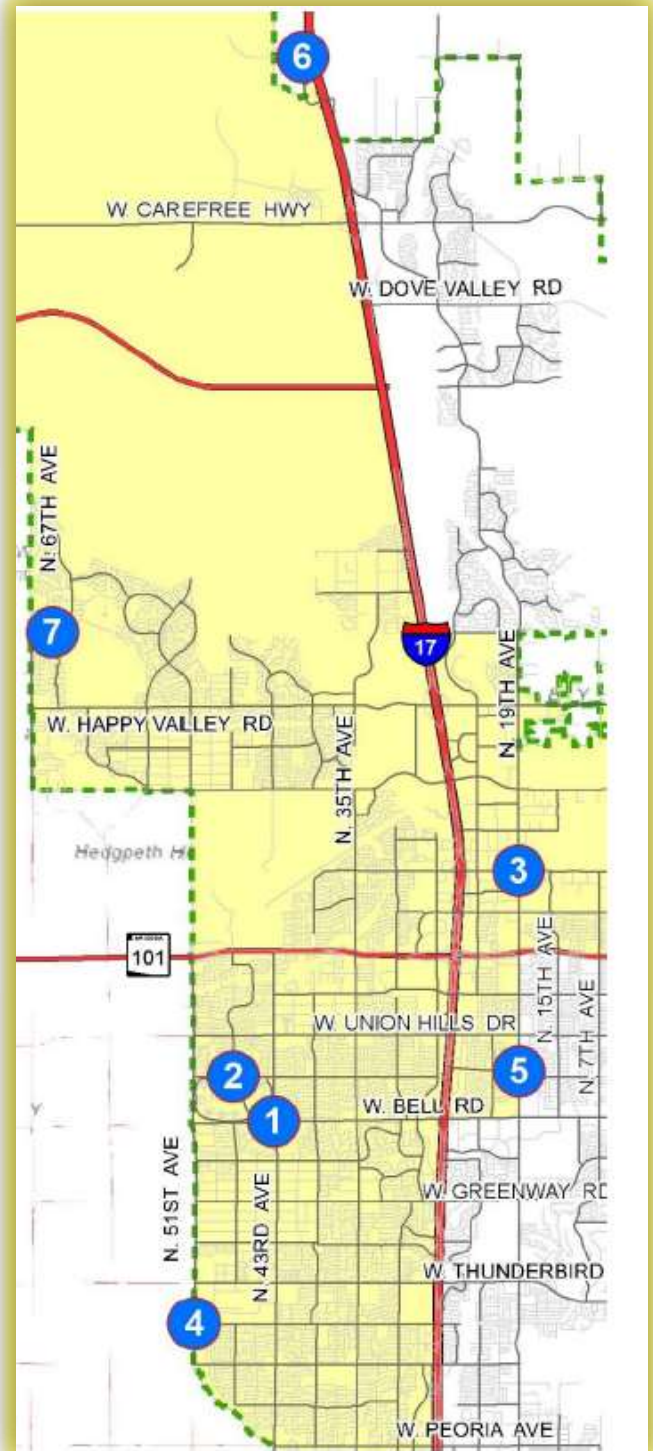 6
W. CAREFREE HWY
W. DOVE VALLEY RD
N. 67TH AVE
7
17
N. 19TH AVE
W. HAPPY VALLEY RD
N. 35TH AVE
Hedgpeth H
3
ARIZONA
101
N. 15TH AVE
W. UNION HILLS DR
N. 7TH AVE
2
5
W. BELL RD
1
N. 51ST AVE
N. 43RD AVE
W. GREENWAY RD
W. THUNDERBIRD
4
W. PEORIA AVE